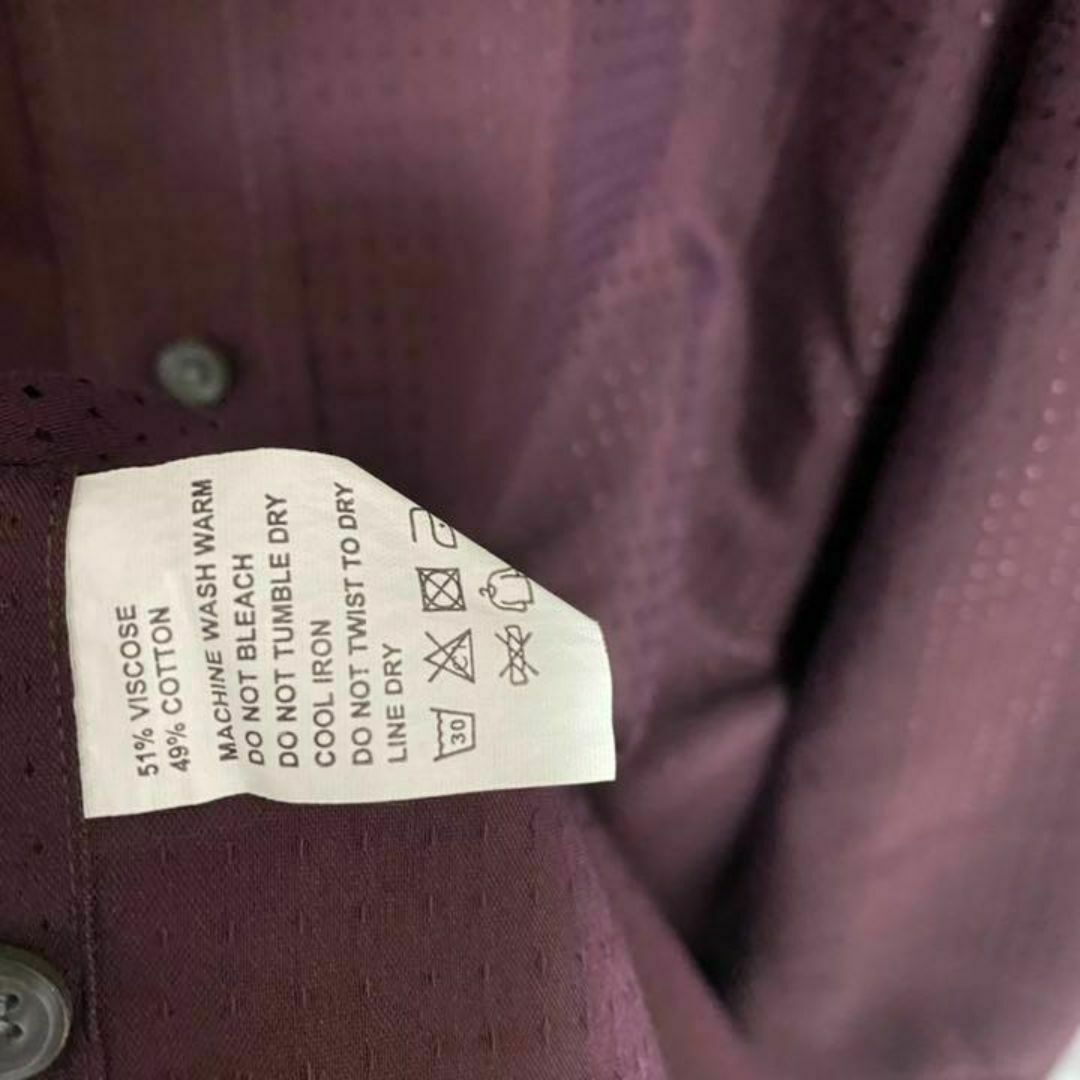 51% VISCOSE
49% COTTON
MACHINE WASH WARM
DO NOT BLEACH
DO NOT TUMBLE DRY
COOL IRON
DO NOT TWIST TO DRY
LINE DRY
30 CL